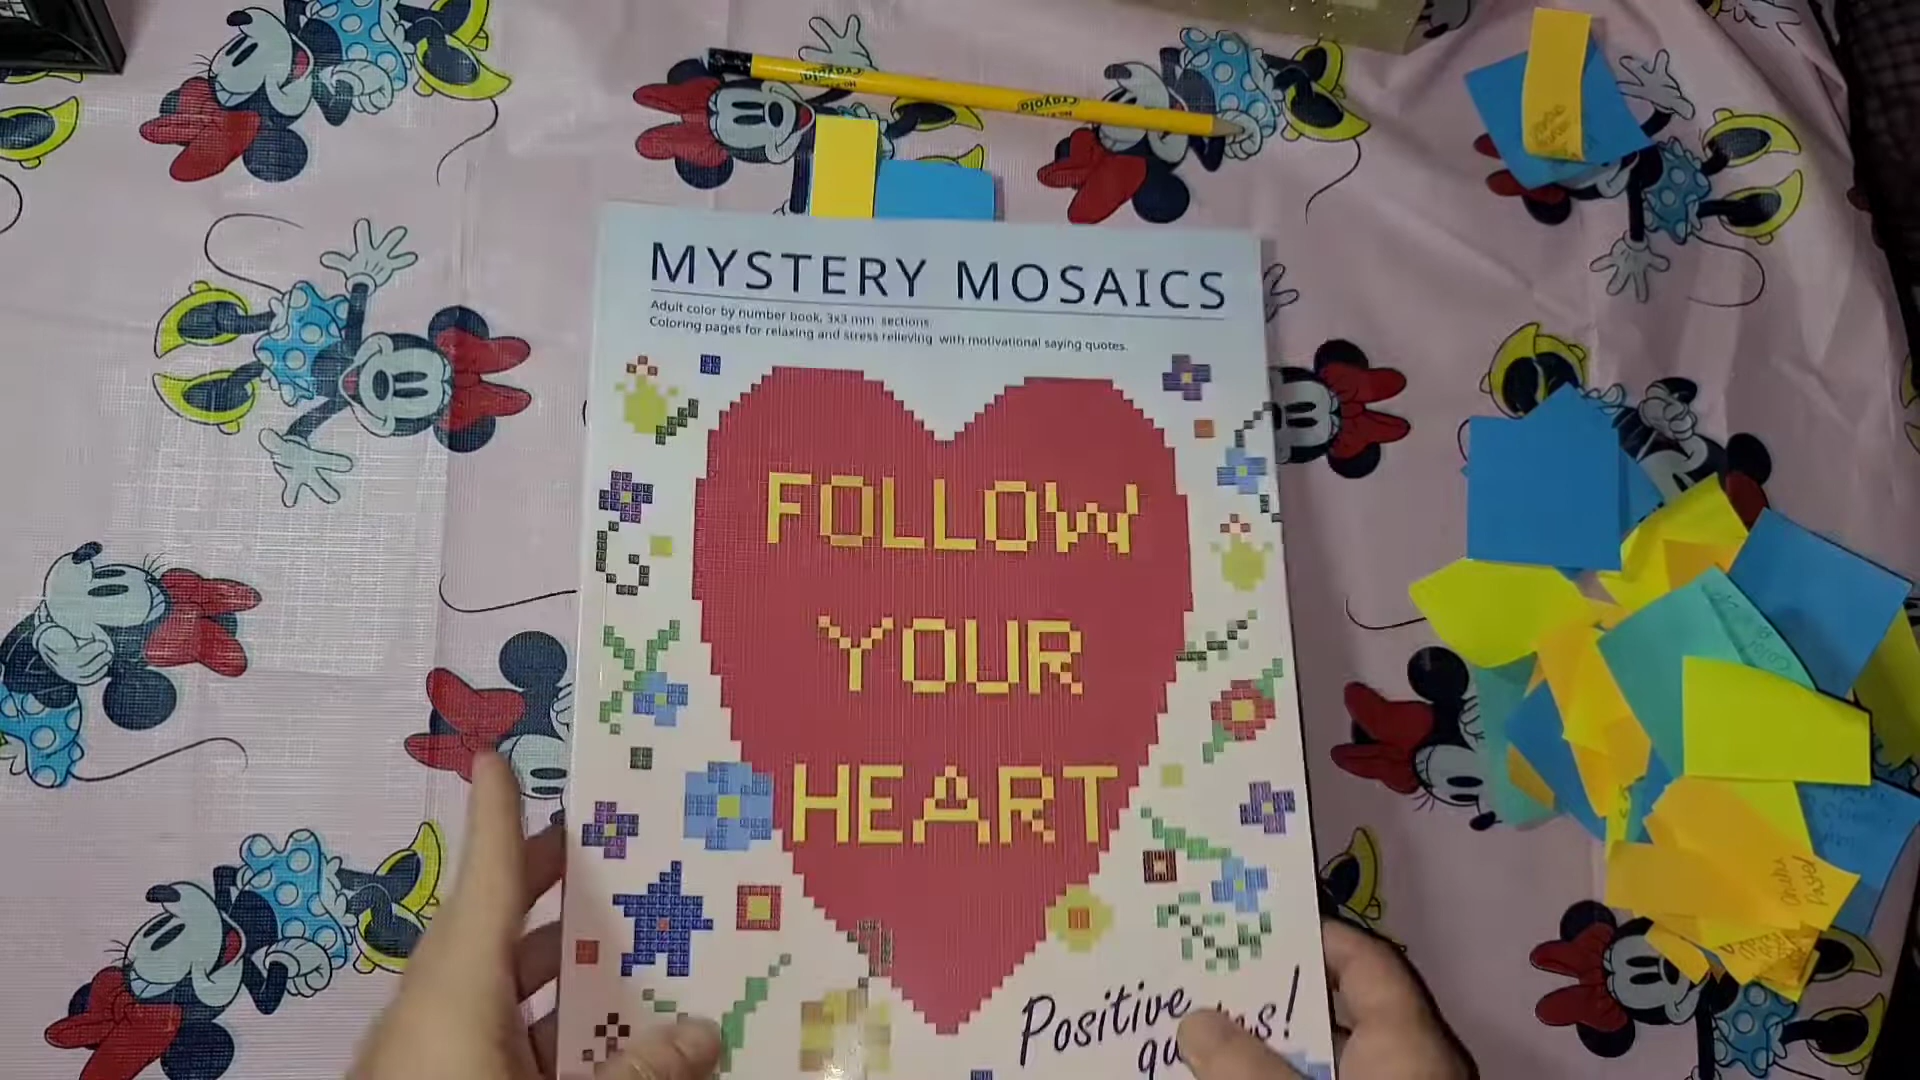 Crayola
Crayola
MYSTERY MOSAICS
Adult color by number book, 3x3 mm sections.
Coloring pages for relaxing and stress relieving with motivational saying quotes.
FOLLOW
YOUR
HEART
Positive